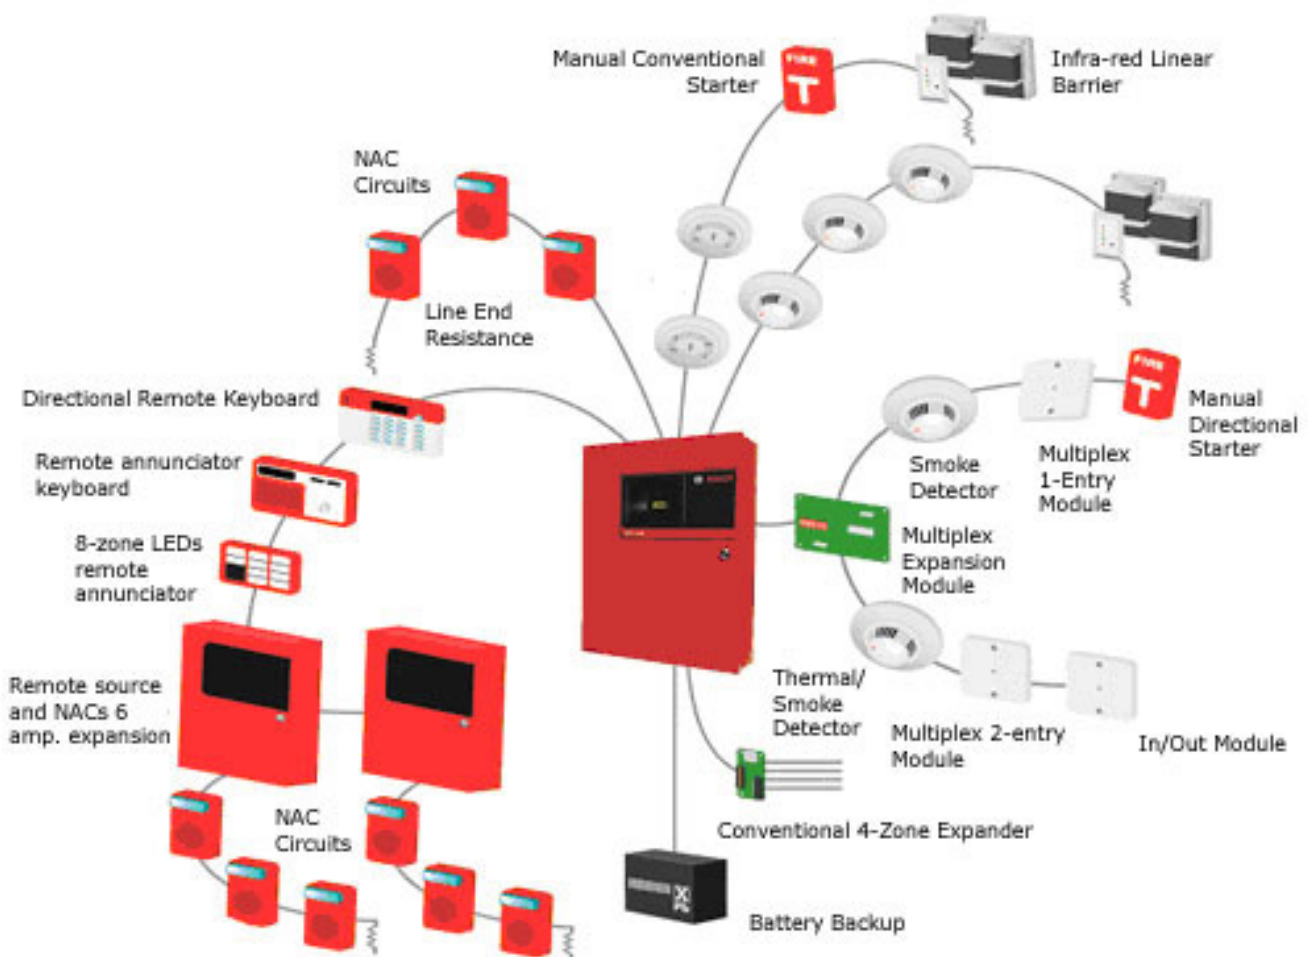 Manual Conventional
Starter
FIRE
T
Infra-red Linear
Barrier
NAC
Circuits
Line End
Resistance
Directional Remote Keyboard
Remote annunciator
keyboard
8-zone LEDs
remote
annunciator
Remote source
and NACs 6
amp. expansion
NAC
Circuits
Smoke
Detector
Multiplex
1-Entry
Module
FIRE
T
Manual
Directional
Starter
Multiplex
Expansion
Module
Thermal/
Smoke
Detector
Multiplex 2-entry
Module
In/Out Module
Conventional 4-Zone Expander
Battery Backup